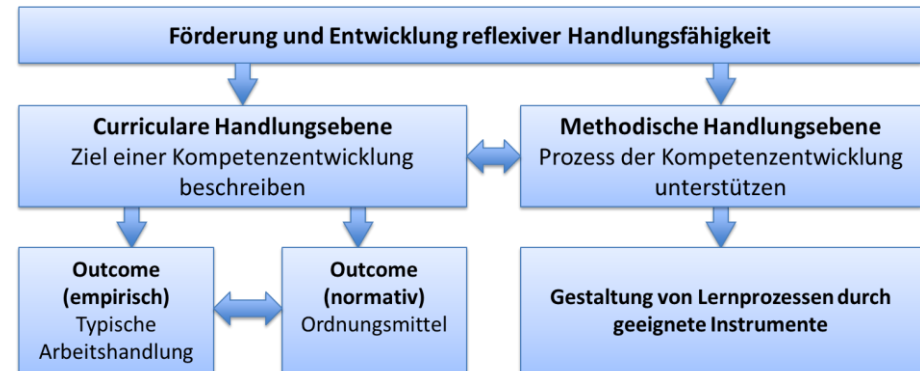 Förderung und Entwicklung reflexiver Handlungsfähigkeit
Curriculare Handlungsebene
Ziel einer Kompetenzentwicklung
beschreiben
Methodische Handlungsebene
Prozess der Kompetenzentwicklung
unterstützen
Outcome
(empirisch)
Typische
Arbeitshandlung
Outcome
(normativ)
Ordnungsmittel
Gestaltung von Lernprozessen durch
geeignete Instrumente